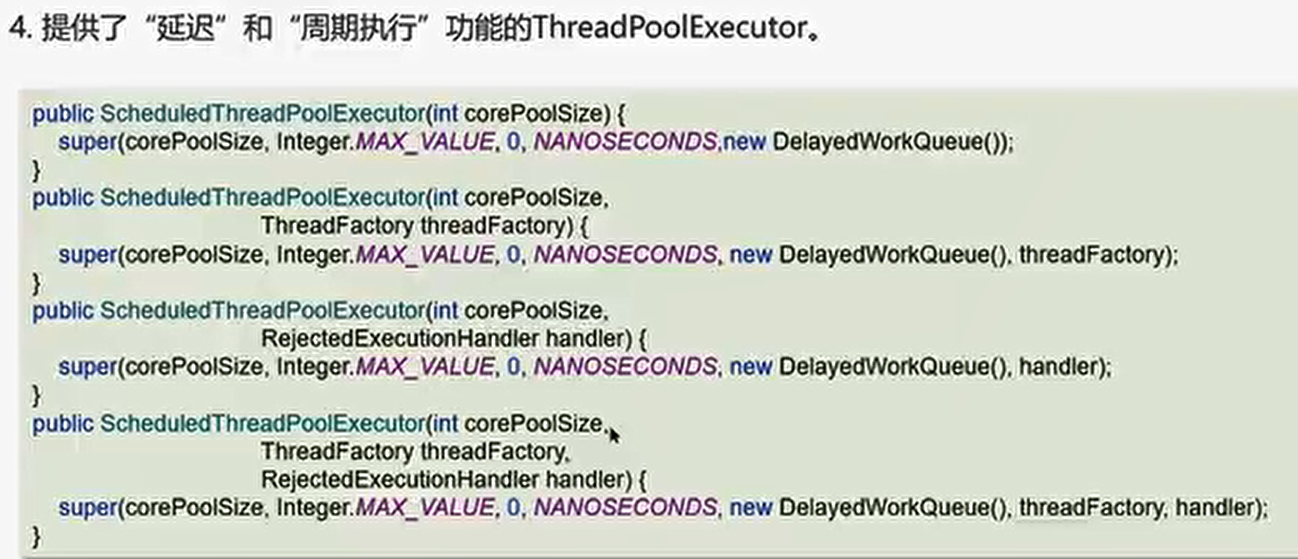 4. 提供了“延迟“和“周期执行”功能的ThreadPoolExecutor。
public ScheduledThreadPoolExecutor(int corePoolSize) {
super(corePoolSize, Integer.MAX_VALUE, 0, NANOSECONDS,new DelayedWorkQueue());
}
public ScheduledThreadPoolExecutor(int corePoolSize,
ThreadFactory threadFactory) {
super(corePoolSize, Integer.MAX_VALUE, 0, NANOSECONDS, new DelayedWorkQueue(), threadFactory);
}
public ScheduledThreadPoolExecutor(int corePoolSize,
RejectedExecutionHandler handler) {
super(corePoolSize, Integer.MAX_VALUE, 0, NANOSECONDS, new DelayedWorkQueue(), handler);
}
public ScheduledThreadPoolExecutor(int corePoolSize,
ThreadFactory threadFactory,
RejectedExecutionHandler handler) {
super(corePoolSize, Integer.MAX_VALUE, 0, NANOSECONDS, new DelayedWorkQueue(), threadFactory, handler);
}